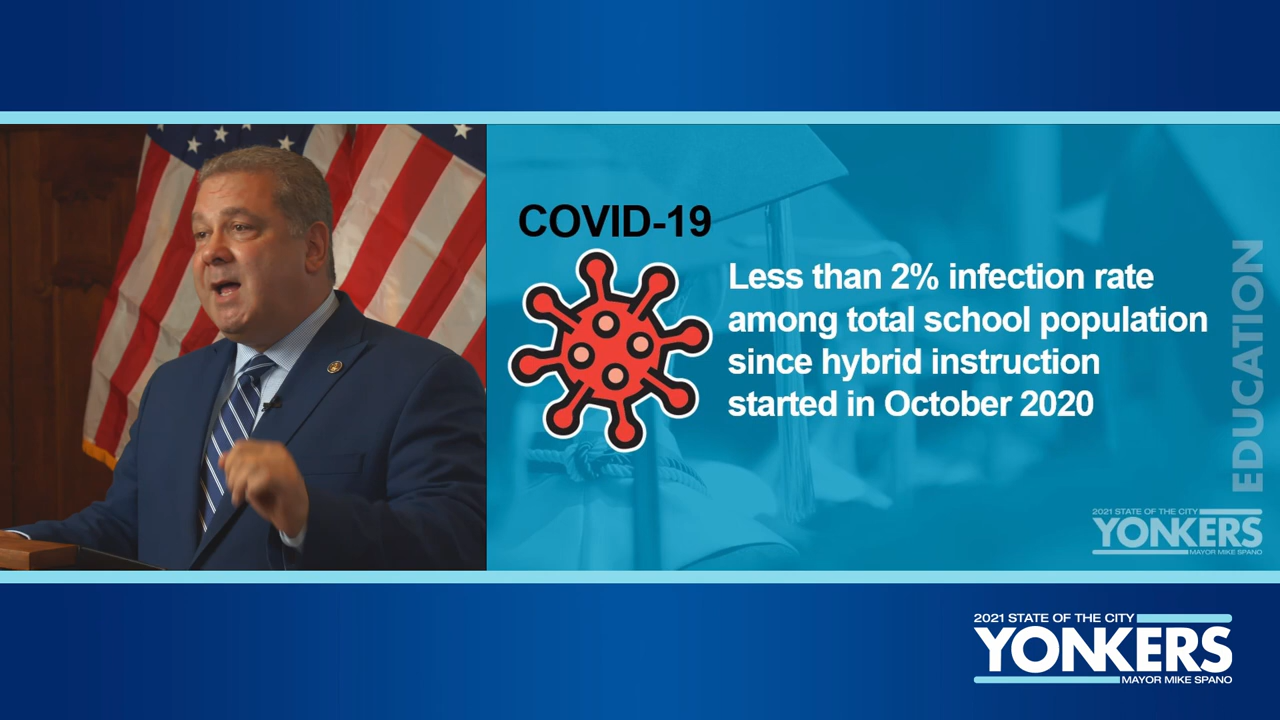 COVID-19
Less than 2% infection rate
among total school population
since hybrid instruction
started in October 2020
EDUCATION
2021 STATE OF THE CITY
YONKERS
MAYOR MIKE SPANO
2021 STATE OF THE CITY
YONKERS
MAYOR MIKE SPANO